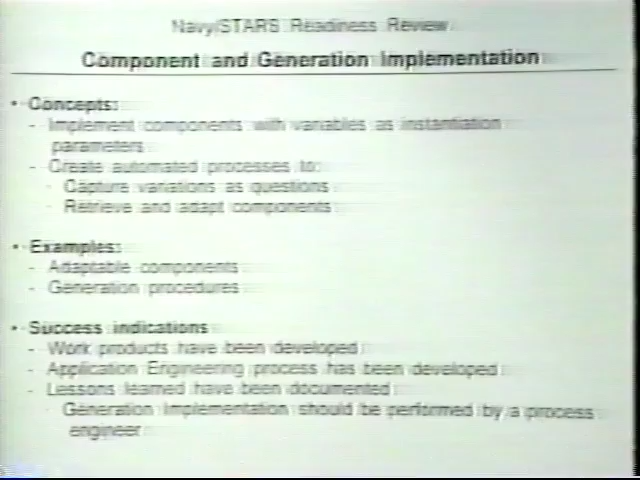 Navy/STARS Readiness Review
Component and Generation Implementation
• Concepts:
- Implement components with variables as instantiation
parameters
- Create automated processes to:
· Capture variations as questions
· Retrieve and adapt components
• Examples:
- Adaptable components
- Generation procedures
• Success indications
- Work products have been developed
- Application Engineering process has been developed
- Lessons learned have been documented
· Generation Implementation should be performed by a process
engineer